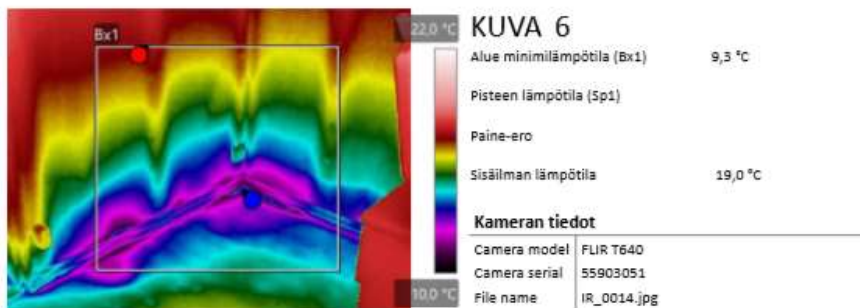 Bx1
22,0 °C
10,0 °C
KUVA 6
Alue minimilämpötila (Bx1) 9,3 °C
Pisteen lämpötila (Sp1)
Paine-ero
Sisäilman lämpötila 19,0 °C
Kameran tiedot
Camera model FLIR T640
Camera serial 55903051
File name IR_0014.jpg